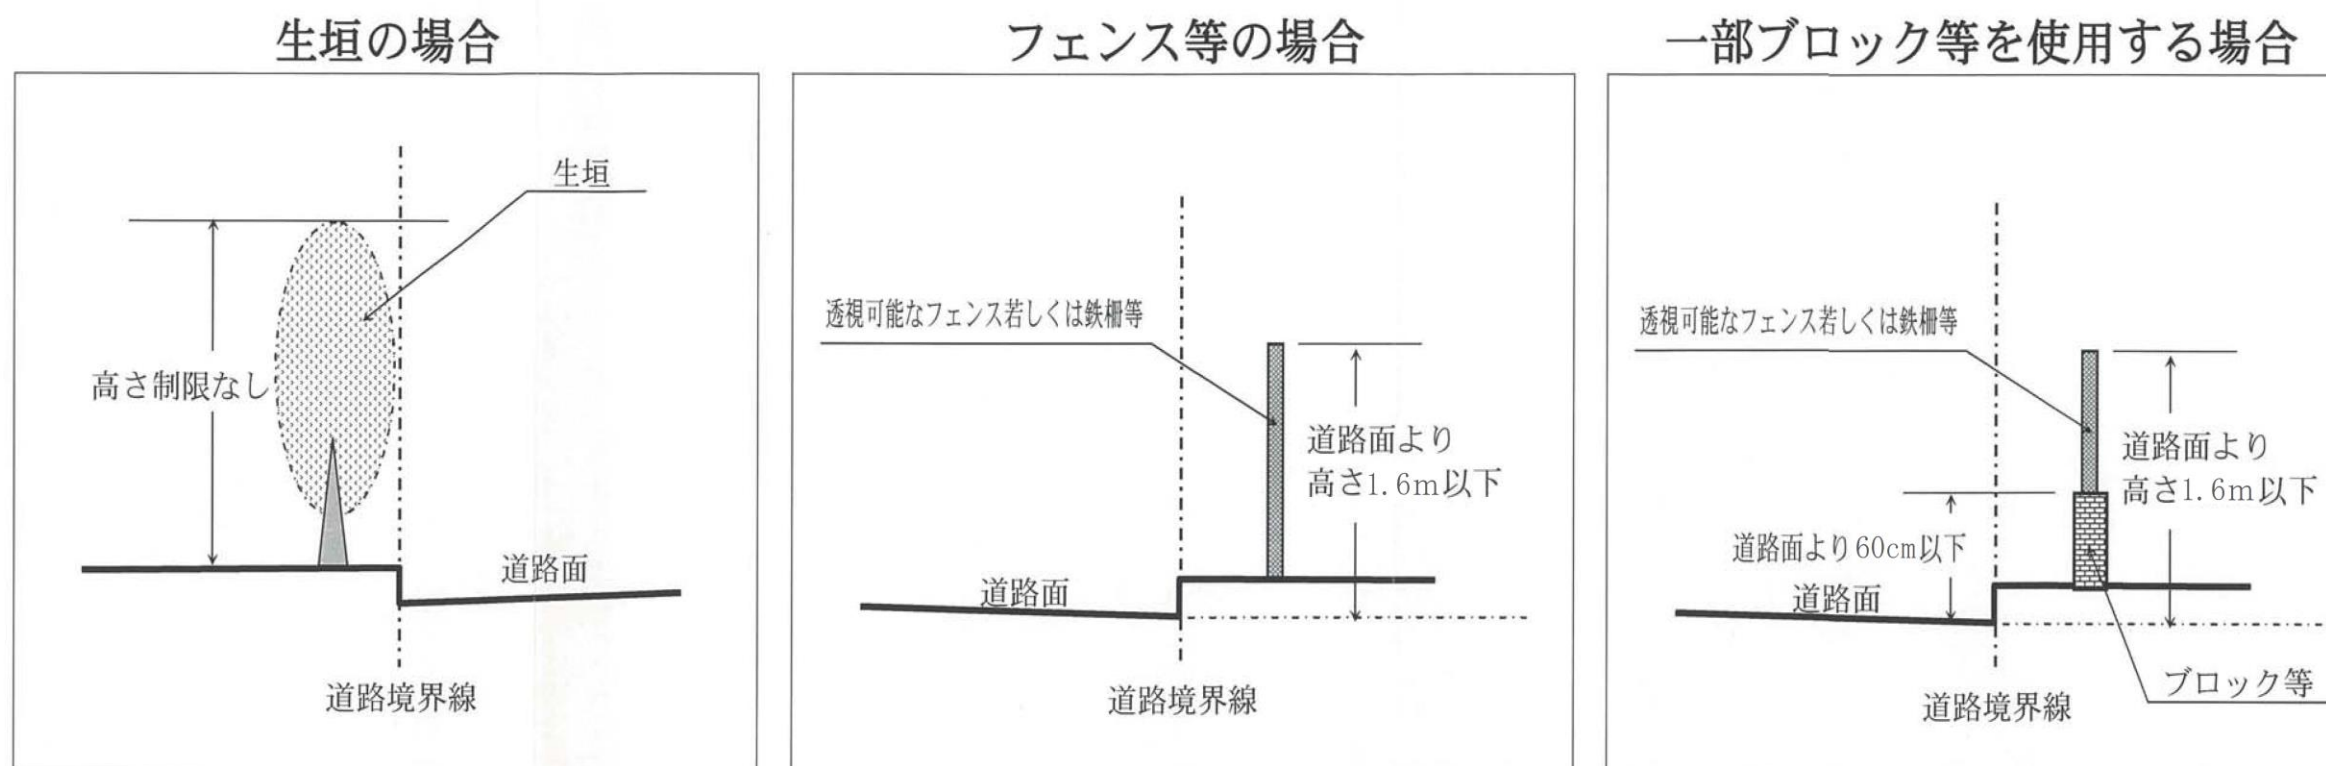 生垣の場合
生垣
高さ制限なし
道路面
道路境界線
フェンス等の場合
透視可能なフェンス若しくは鉄柵等
道路面より
高さ1.6m以下
道路面
道路境界線
一部ブロック等を使用する場合
透視可能なフェンス若しくは鉄柵等
道路面より
高さ1.6m以下
道路面より60cm以下
道路面
ブロック等
道路境界線